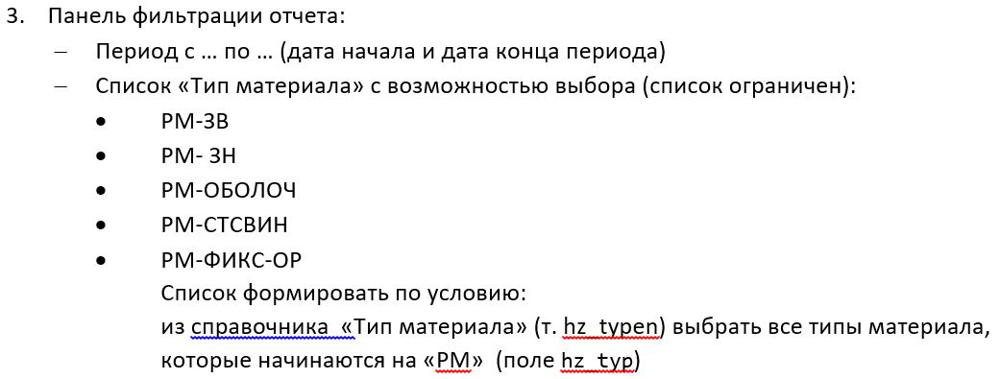 3. Панель фильтрации отчета:
– Период с … по … (дата начала и дата конца периода)
– Список «Тип материала» с возможностью выбора (список ограничен):
• РМ-ЗВ
• РМ- ЗН
• РМ-ОБОЛОЧ
• РМ-СТСВИН
• РМ-ФИКС-ОР
Список формировать по условию:
из справочника «Тип материала» (т. hz_typen) выбрать все типы материала,
которые начинаются на «РМ» (поле hz_typ)